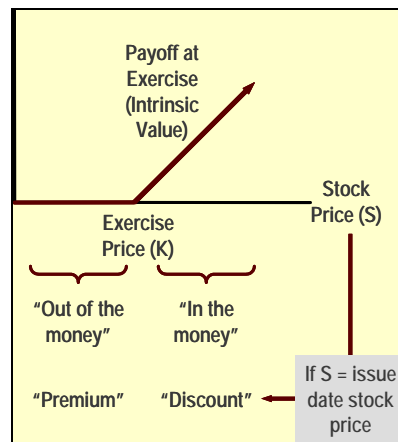 Payoff at
Exercise
(Intrinsic
Value)
Stock
Price (S)
Exercise
Price (K)
“Out of the
money”
“In the
money”
“Premium”
“Discount”
If S = issue
date stock
price